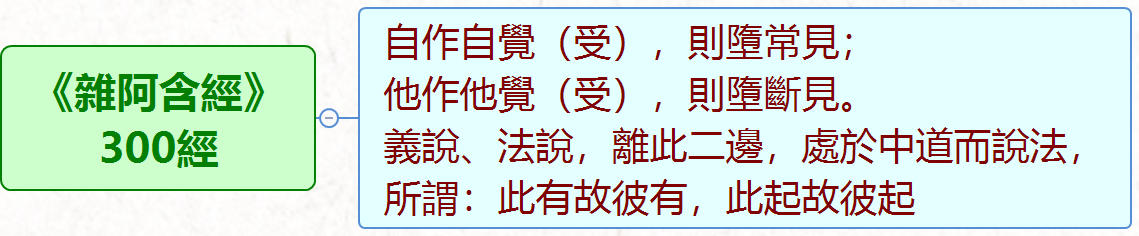 《雜阿含經》
300經
自作自覺（受），則墮常見；
他作他覺（受），則墮斷見。
義說、法說，離此二邊，處於中道而說法，
所謂：此有故彼有，此起故彼起